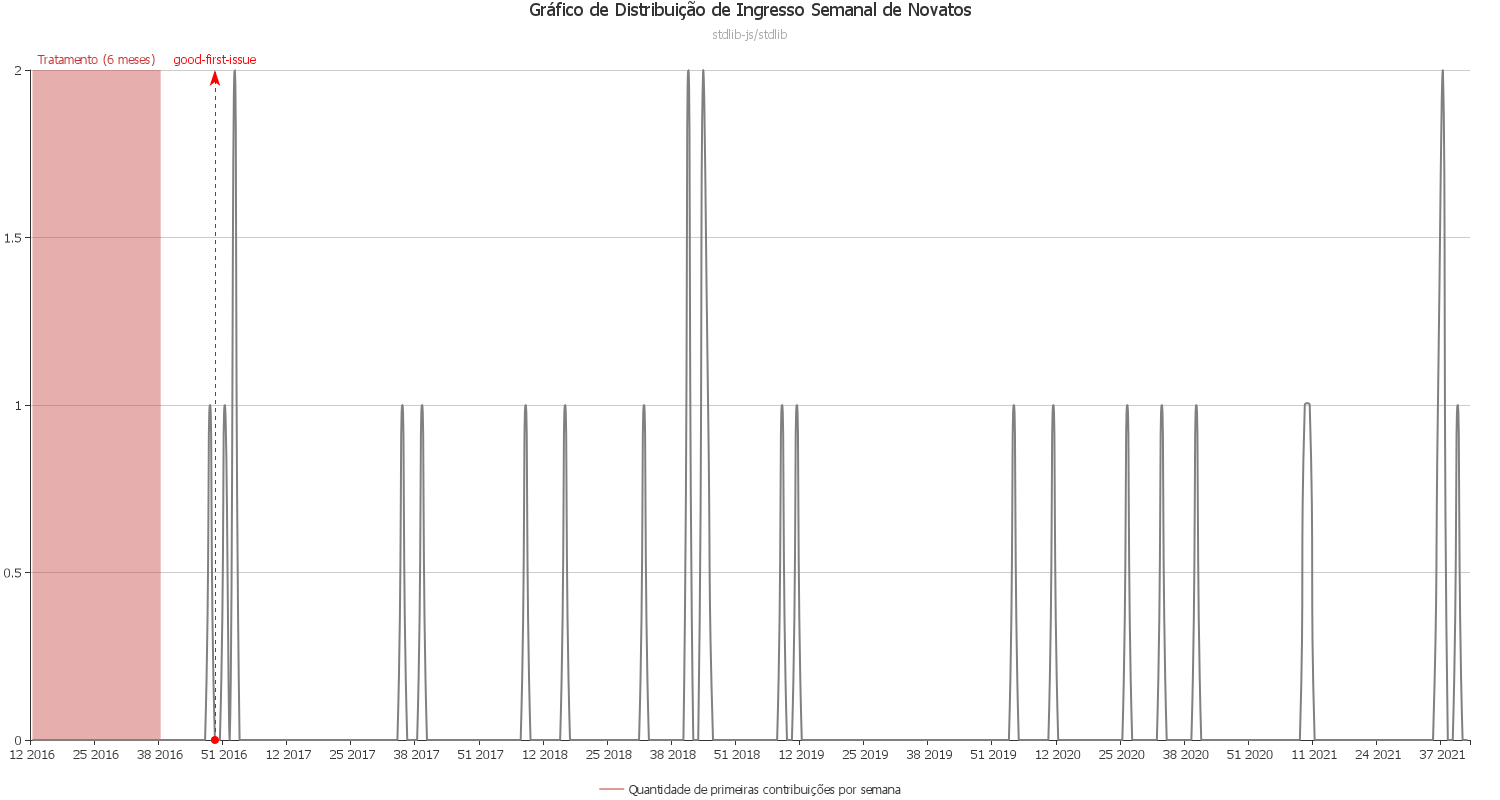 Gráfico de Distribuição de Ingresso Semanal de Novatos
stdlib-js/stdlib
Tratamento (6 meses) good-first-issue
2
1.5
1
0.5
0
12 2016 25 2016 38 2016 51 2016 12 2017 25 2017 38 2017 51 2017 12 2018 25 2018 38 2018 51 2018 12 2019 25 2019 38 2019 51 2019 12 2020 25 2020 38 2020 51 2020 11 2021 24 2021 37 2021
Quantidade de primeiras contribuições por semana